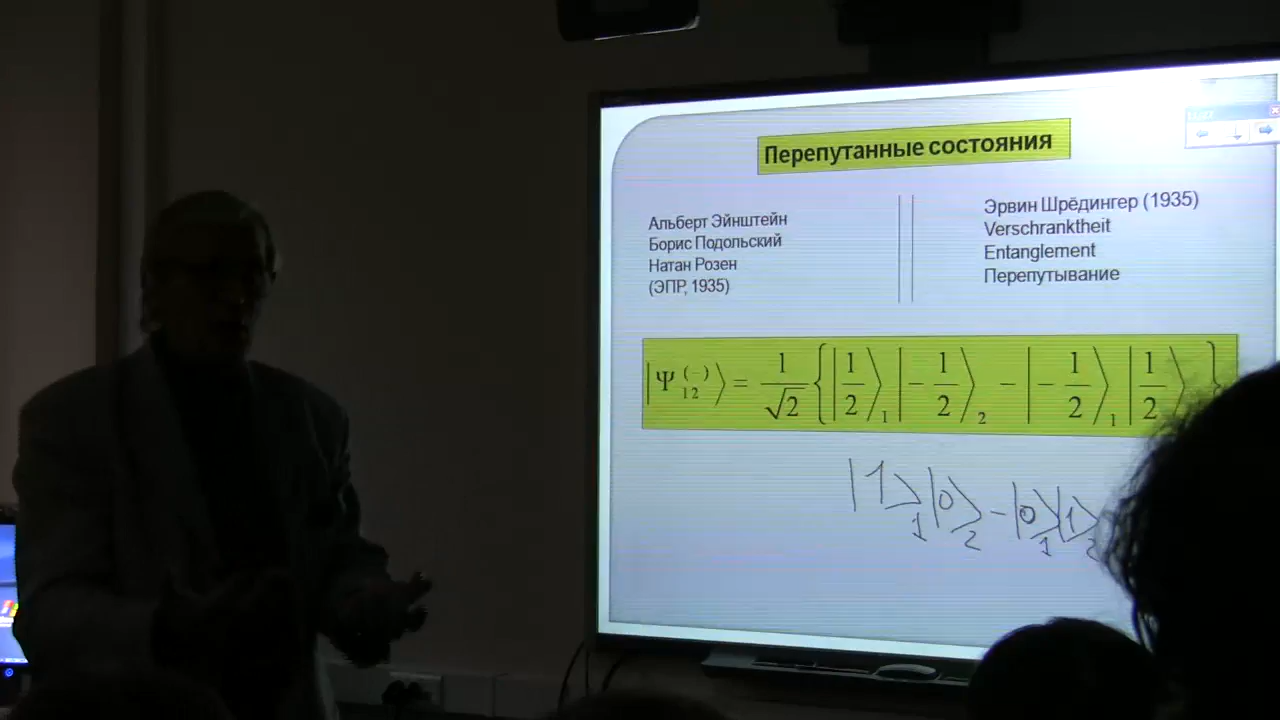 Перепутанные состояния
Альберт Эйнштейн
Борис Подольский
Натан Розен
(ЭПР, 1935)
Эрвин Шрёдингер (1935)
Verschranktheit
Entanglement
Перепутывание
|Ψ₁₂⁽⁻⁾⟩ = 1/√2 {|1/2⟩₁ |−1/2⟩₂ − |−1/2⟩₁ |1/2⟩ }
|1⟩₁|0⟩₂ − |0⟩₁|1⟩₂